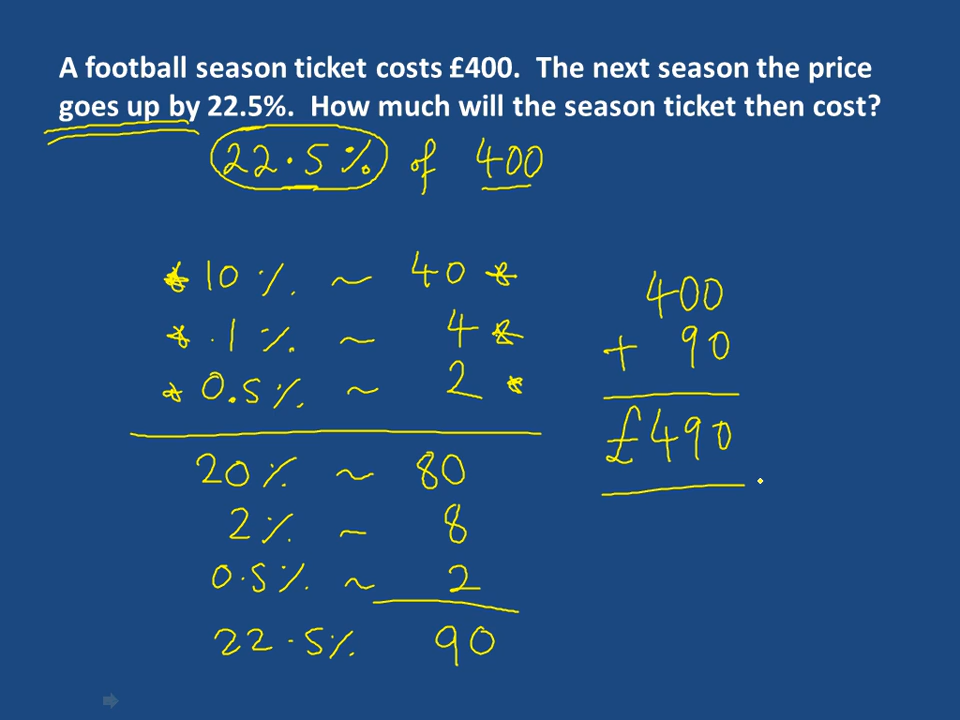 A football season ticket costs £400. The next season the price
goes up by 22.5%. How much will the season ticket then cost?
22.5% of 400
10% ~ 40
1% ~ 4
0.5% ~ 2
20% ~ 80
2% ~ 8
0.5% ~ 2
22.5% 90
400
+ 90
£490